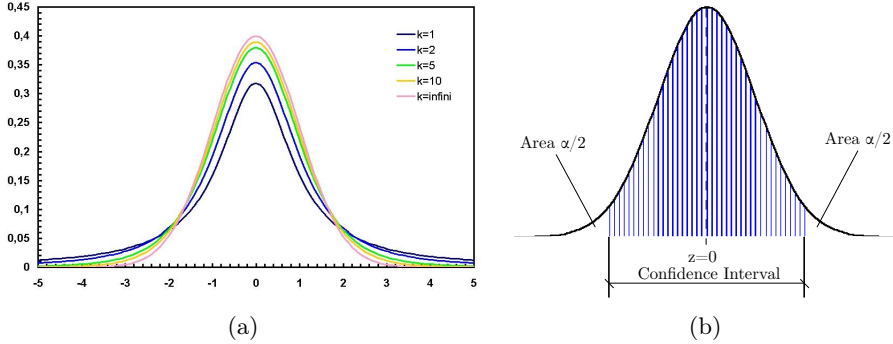 0,45
0,4
0,35
0,3
0,25
0,2
0,15
0,1
0,05
0
-5 -4 -3 -2 -1 0 1 2 3 4 5
k=1
k=2
k=5
k=10
k=infini
(a)
Area α/2
Area α/2
z=0
Confidence Interval
(b)